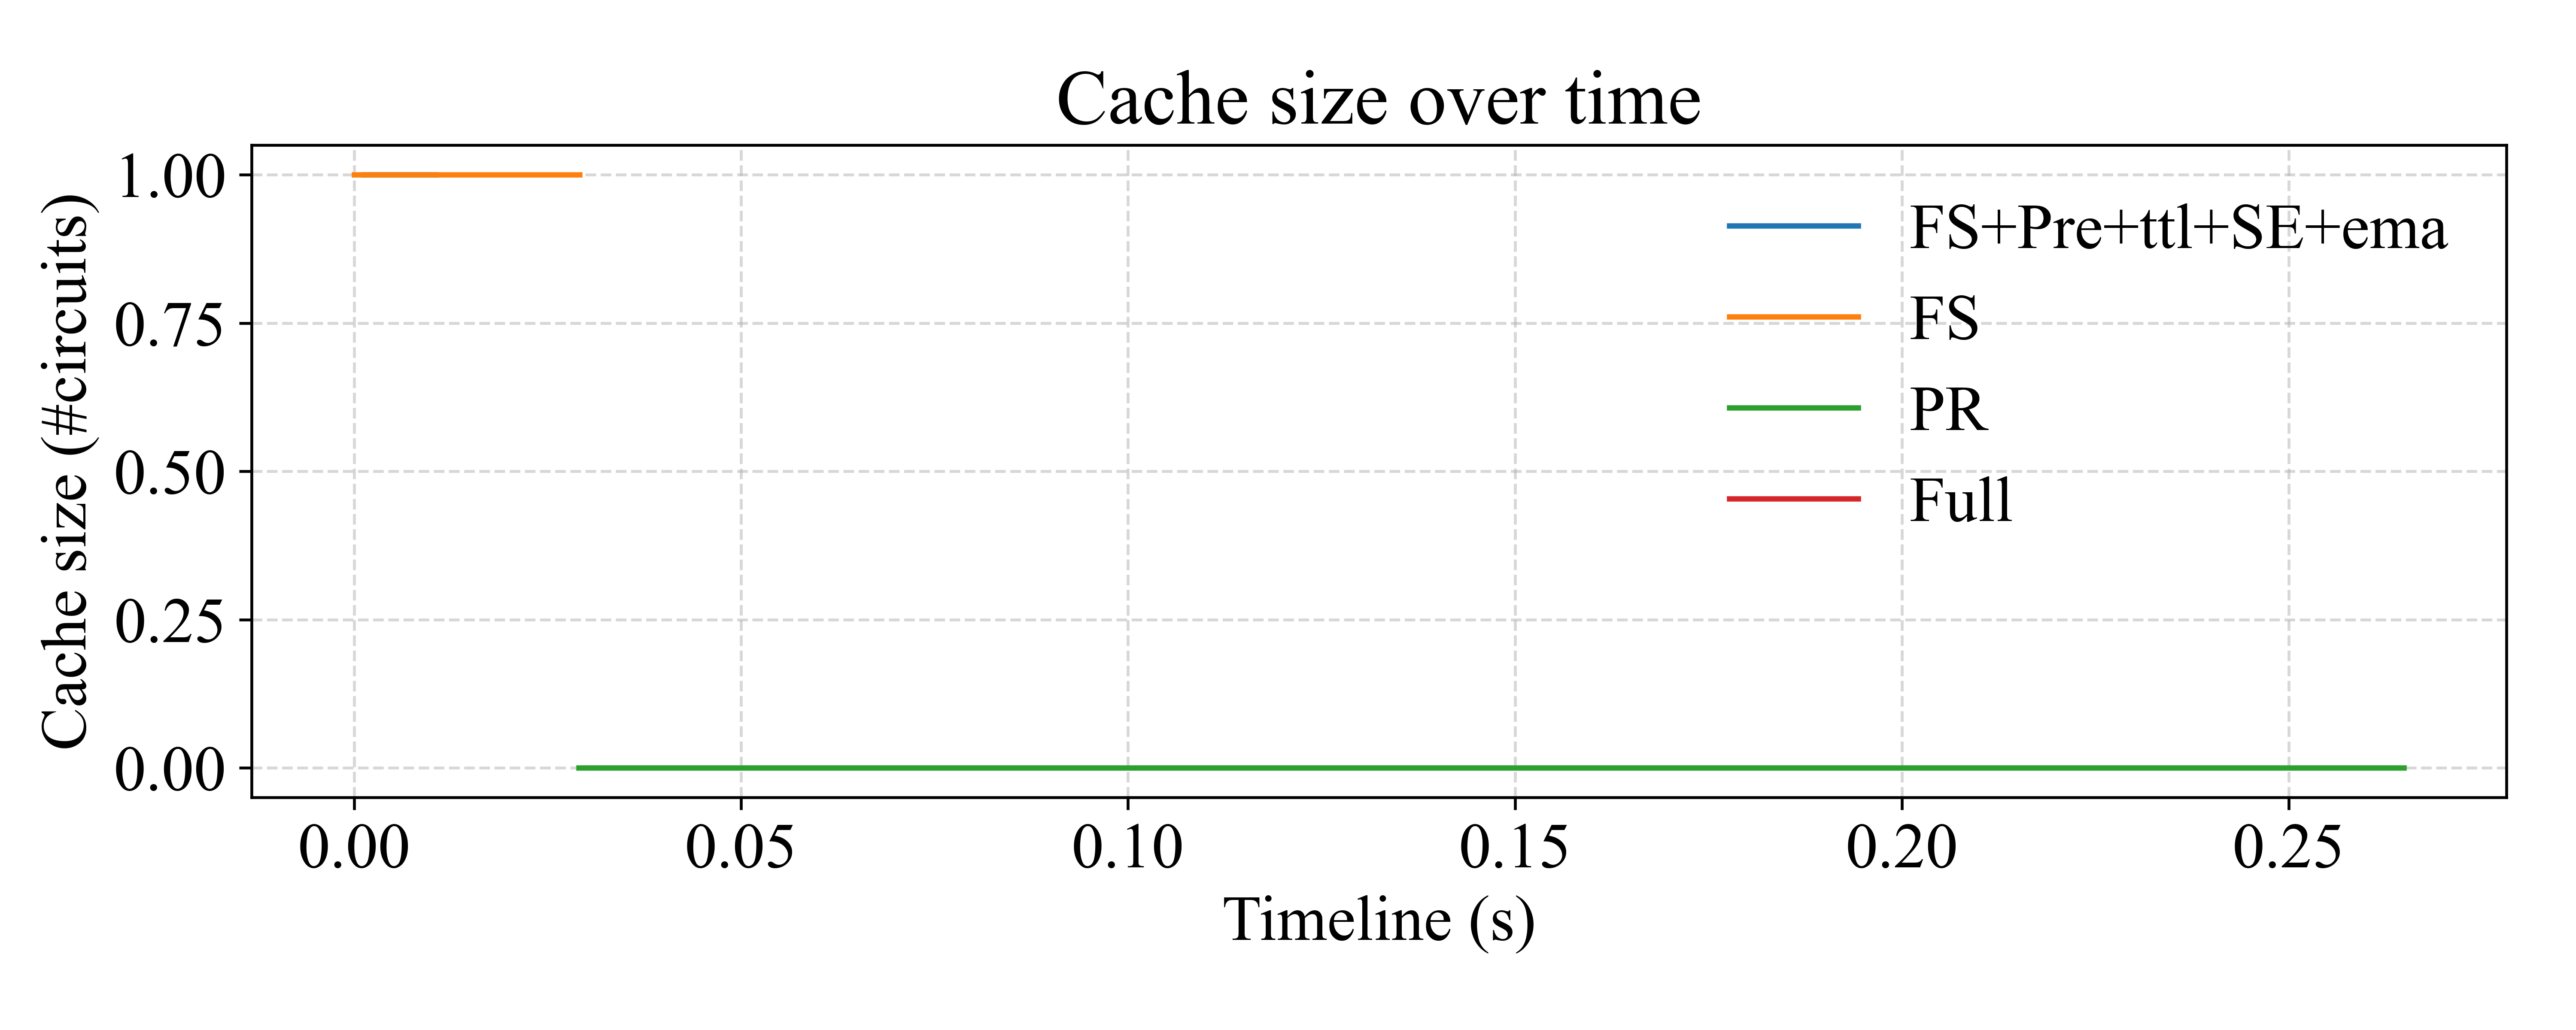 Cache size over time
Cache size (#circuits)
1.00
0.75
0.50
0.25
0.00
FS+Pre+ttl+SE+ema
FS
PR
Full
0.00 0.05 0.10 0.15 0.20 0.25
Timeline (s)